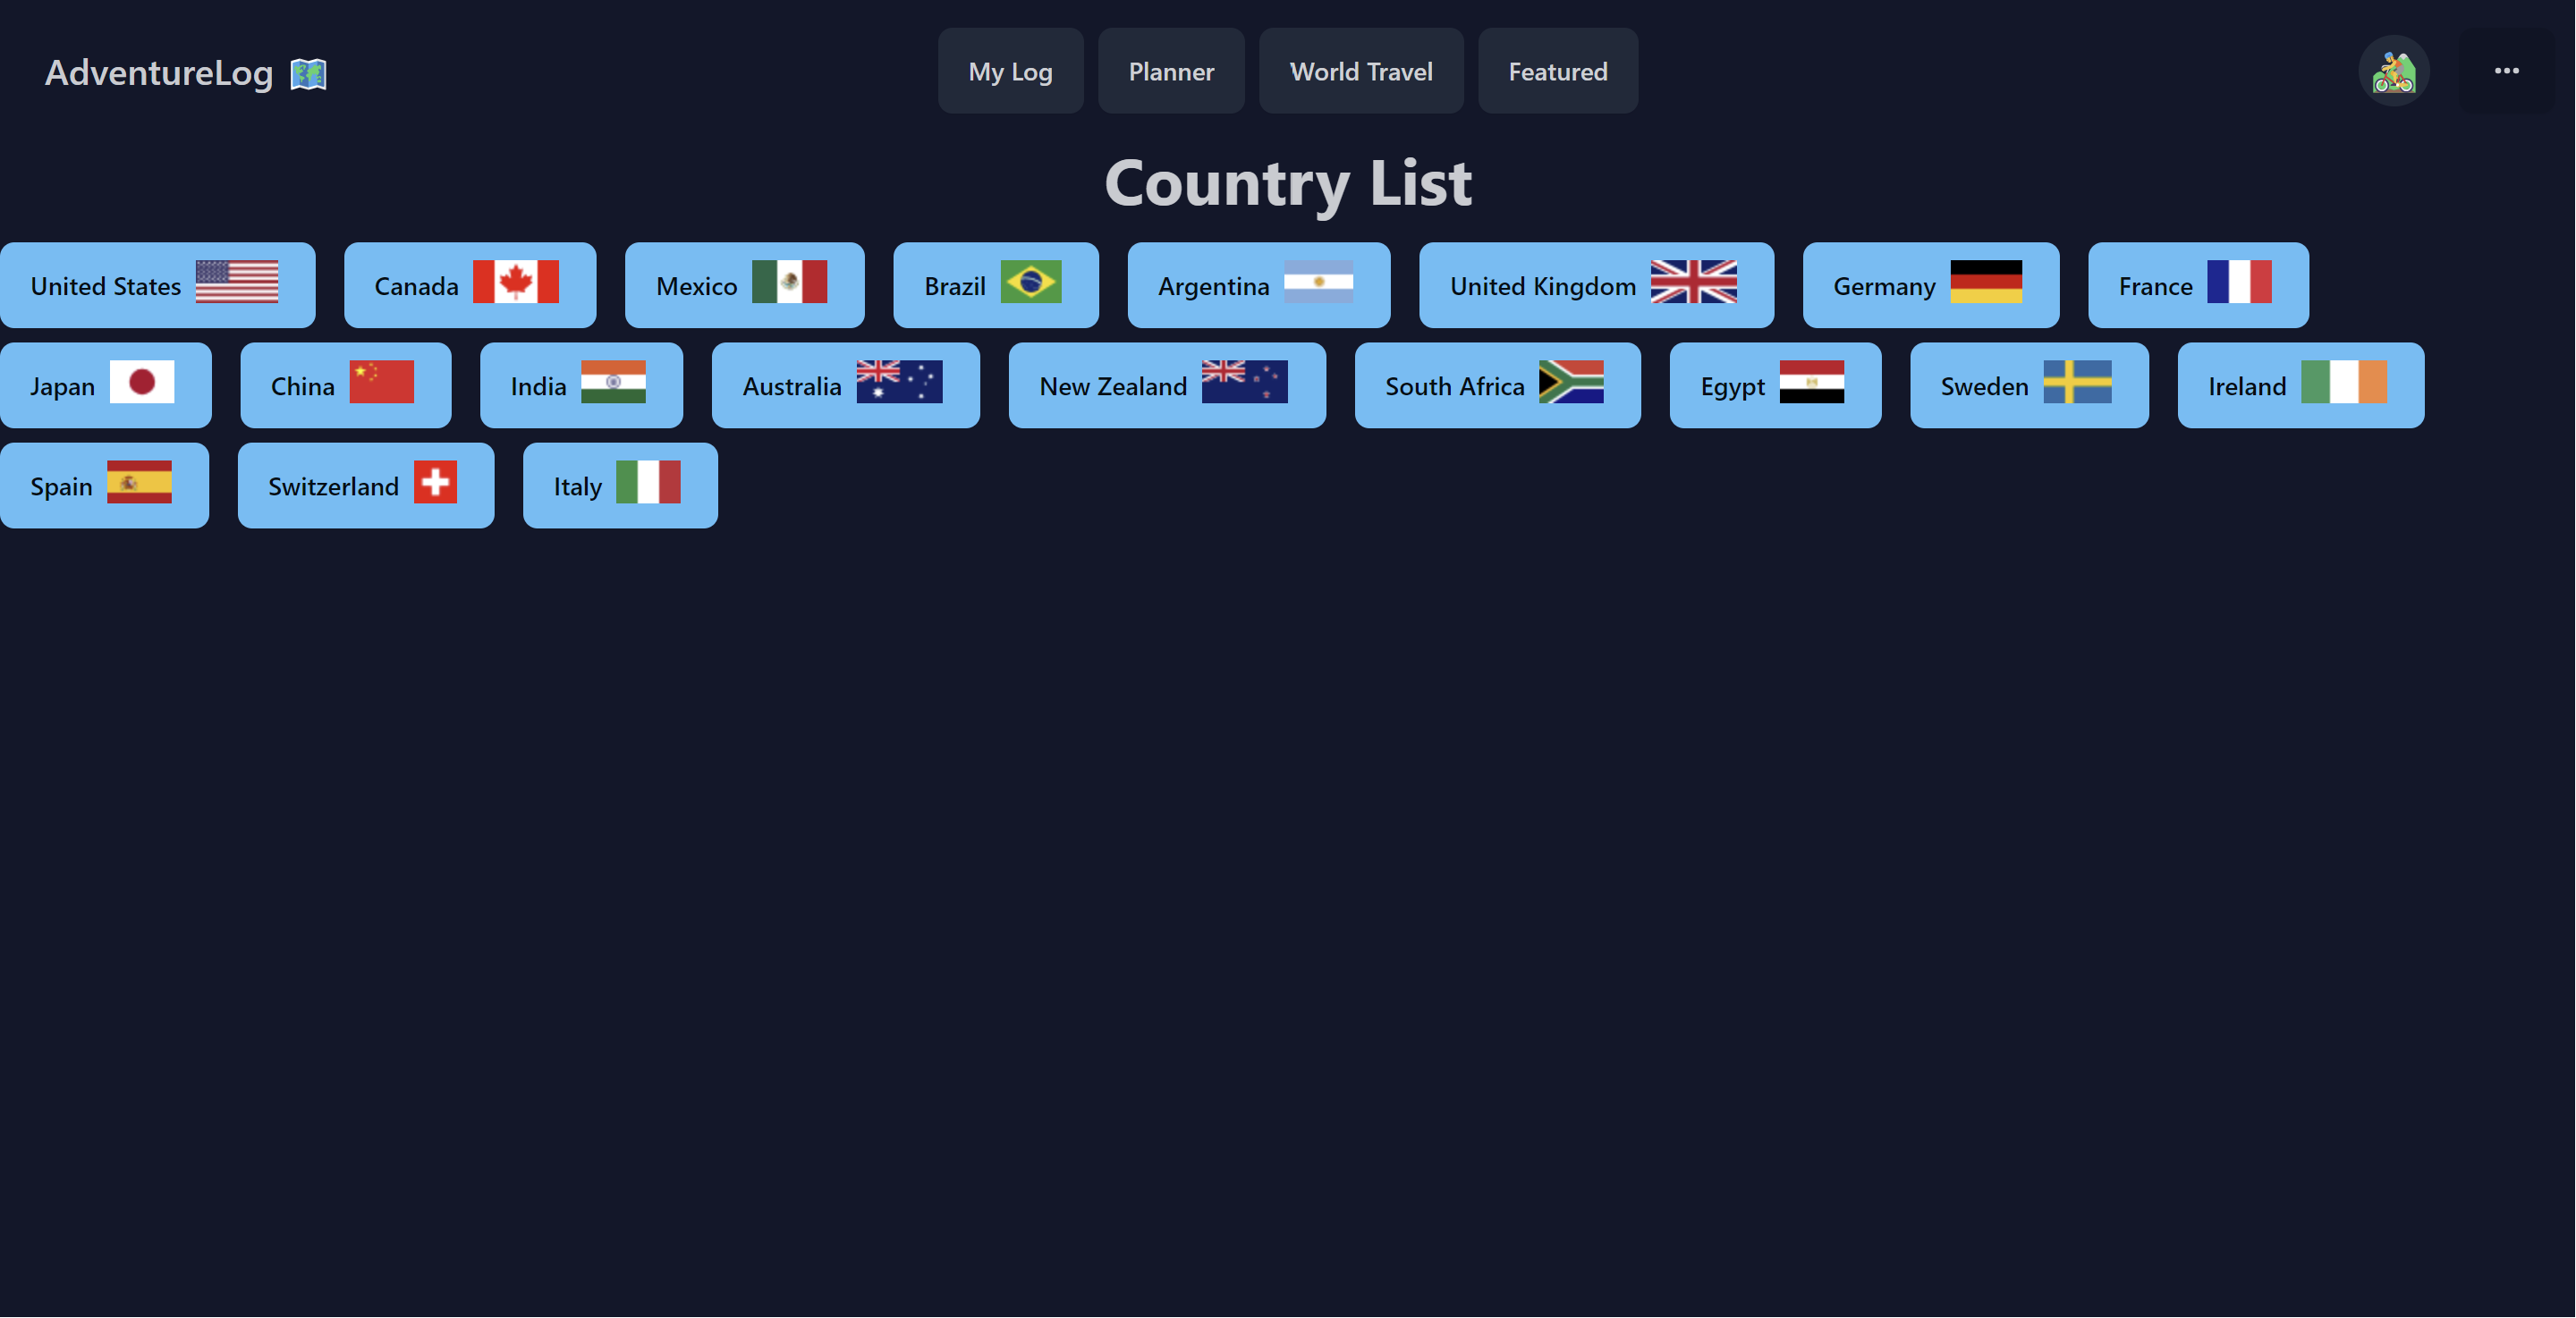 AdventureLog
My Log Planner World Travel Featured
Country List
United States Canada Mexico Brazil Argentina United Kingdom Germany France
Japan China India Australia New Zealand South Africa Egypt Sweden Ireland
Spain Switzerland Italy